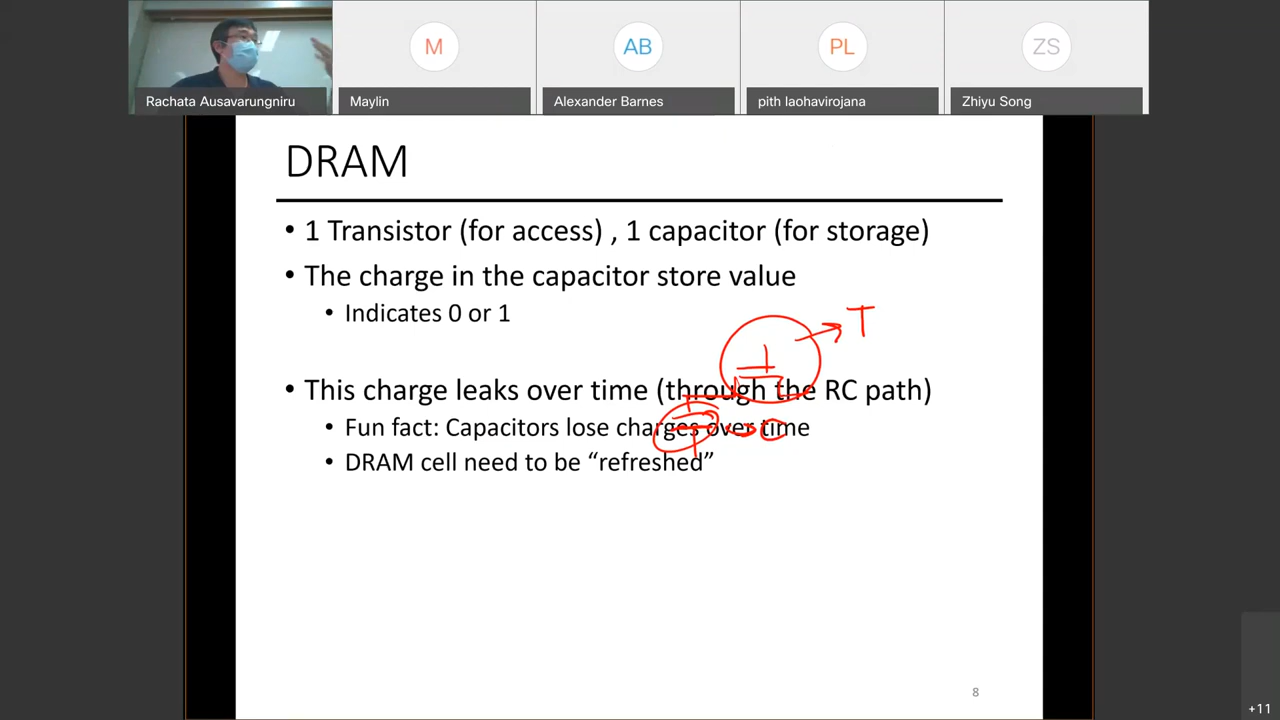 M
AB
PL
ZS
Rachata Ausavarungniru
Maylin
Alexander Barnes
pith laohavirojana
Zhiyu Song
DRAM
• 1 Transistor (for access) , 1 capacitor (for storage)
• The charge in the capacitor store value
• Indicates 0 or 1
T
• This charge leaks over time (through the RC path)
• Fun fact: Capacitors lose charges over time
• DRAM cell need to be “refreshed”
8
+11